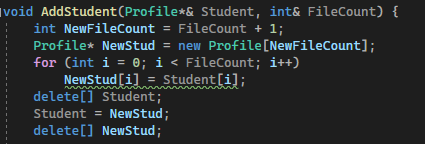 void AddStudent(Profile*& Student, int& FileCount) {
int NewFileCount = FileCount + 1;
Profile* NewStud = new Profile[NewFileCount];
for (int i = 0; i < FileCount; i++)
NewStud[i] = Student[i];
delete[] Student;
Student = NewStud;
delete[] NewStud;